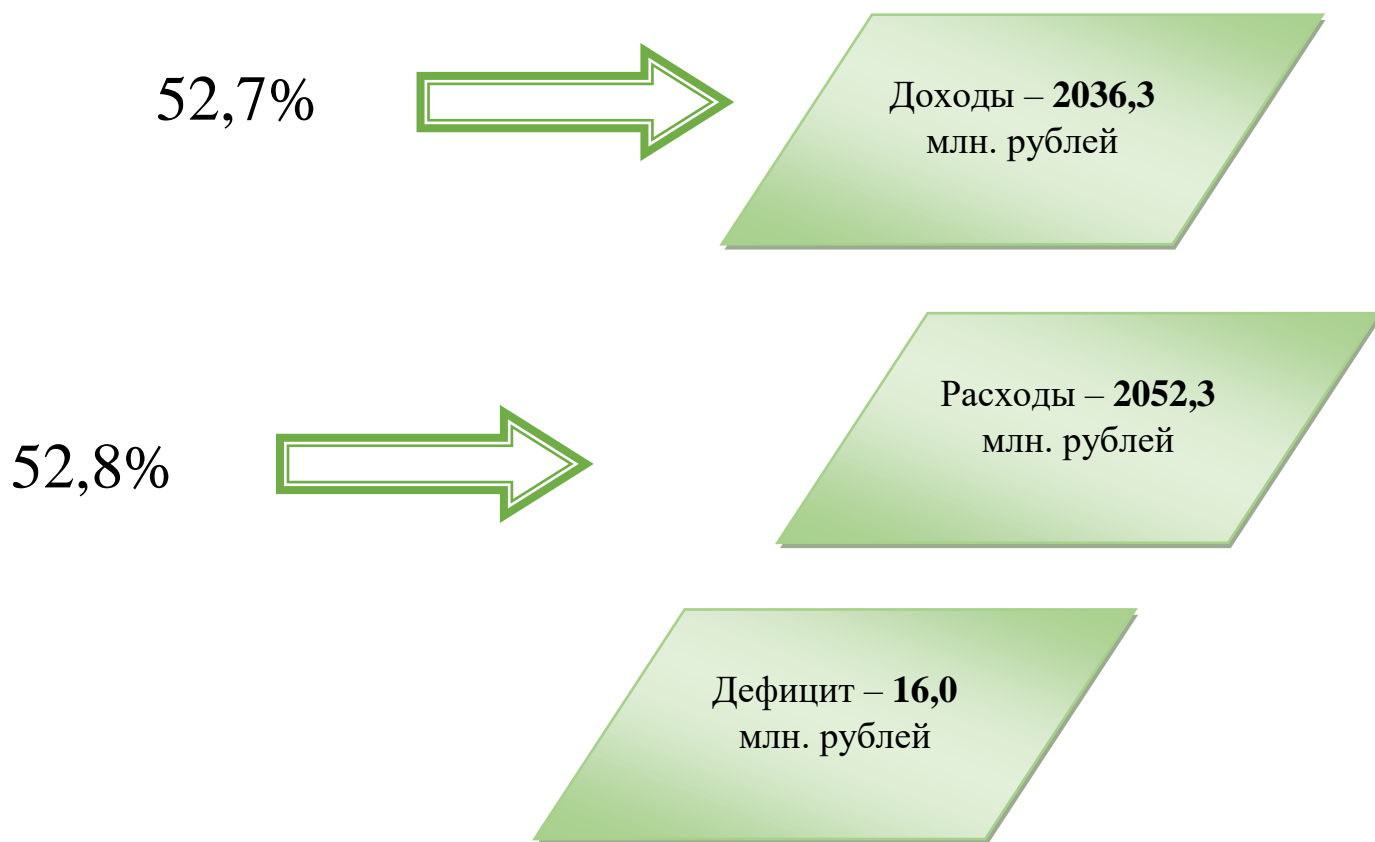 52,7%
Доходы – 2036,3
млн. рублей
Расходы – 2052,3
млн. рублей
52,8%
Дефицит – 16,0
млн. рублей